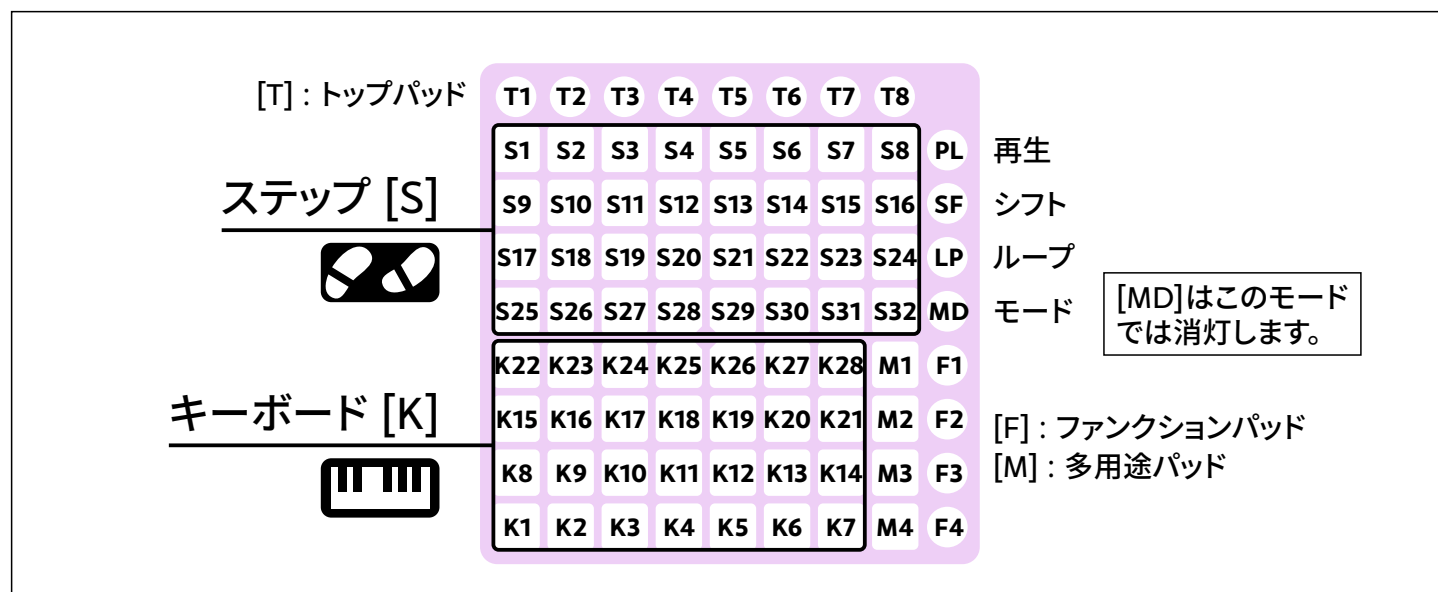 [T] : トップパッド T1 T2 T3 T4 T5 T6 T7 T8
S1 S2 S3 S4 S5 S6 S7 S8 PL 再生
ステップ [S] S9 S10 S11 S12 S13 S14 S15 S16 SF シフト
S17 S18 S19 S20 S21 S22 S23 S24 LP ループ
S25 S26 S27 S28 S29 S30 S31 S32 MD モード
[MD]はこのモード
では消灯します。
K22 K23 K24 K25 K26 K27 K28 M1 F1
キーボード [K] K15 K16 K17 K18 K19 K20 K21 M2 F2
[F] : ファンクションパッド
[M] : 多用途パッド
K8 K9 K10 K11 K12 K13 K14 M3 F3
K1 K2 K3 K4 K5 K6 K7 M4 F4